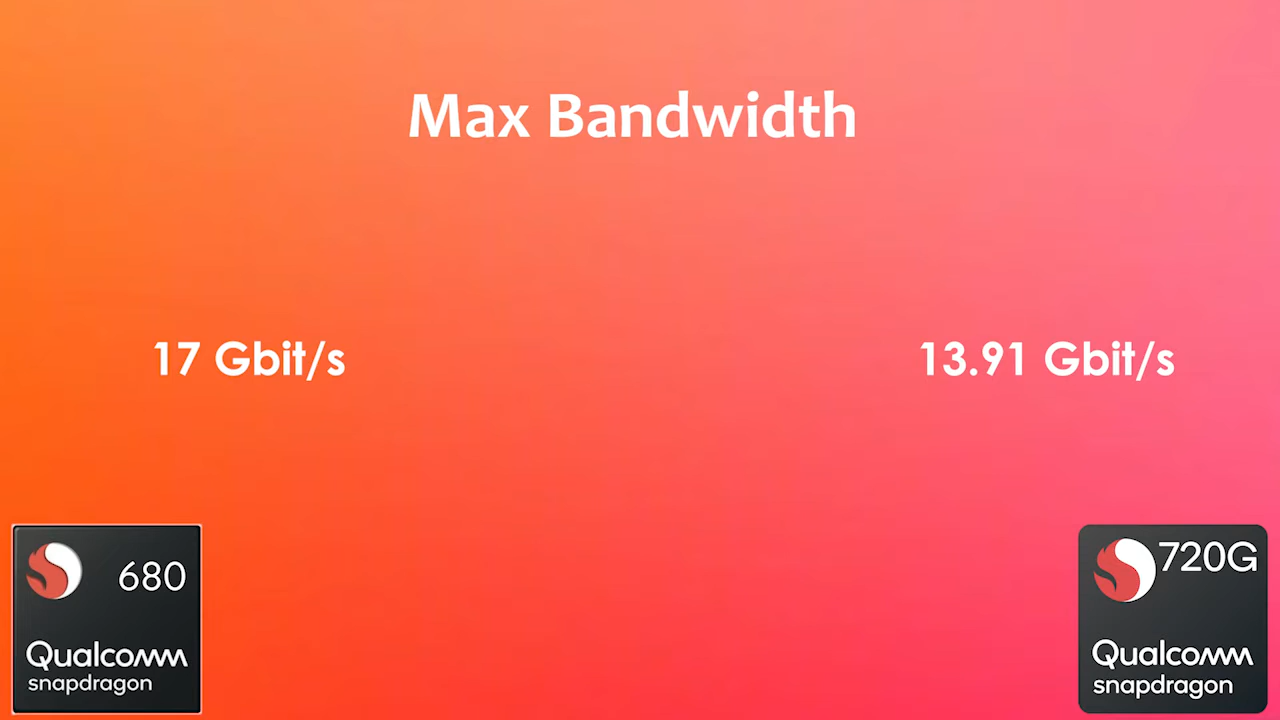 Max Bandwidth
17 Gbit/s
13.91 Gbit/s
680
Qualcomm
snapdragon
720G
Qualcomm
snapdragon